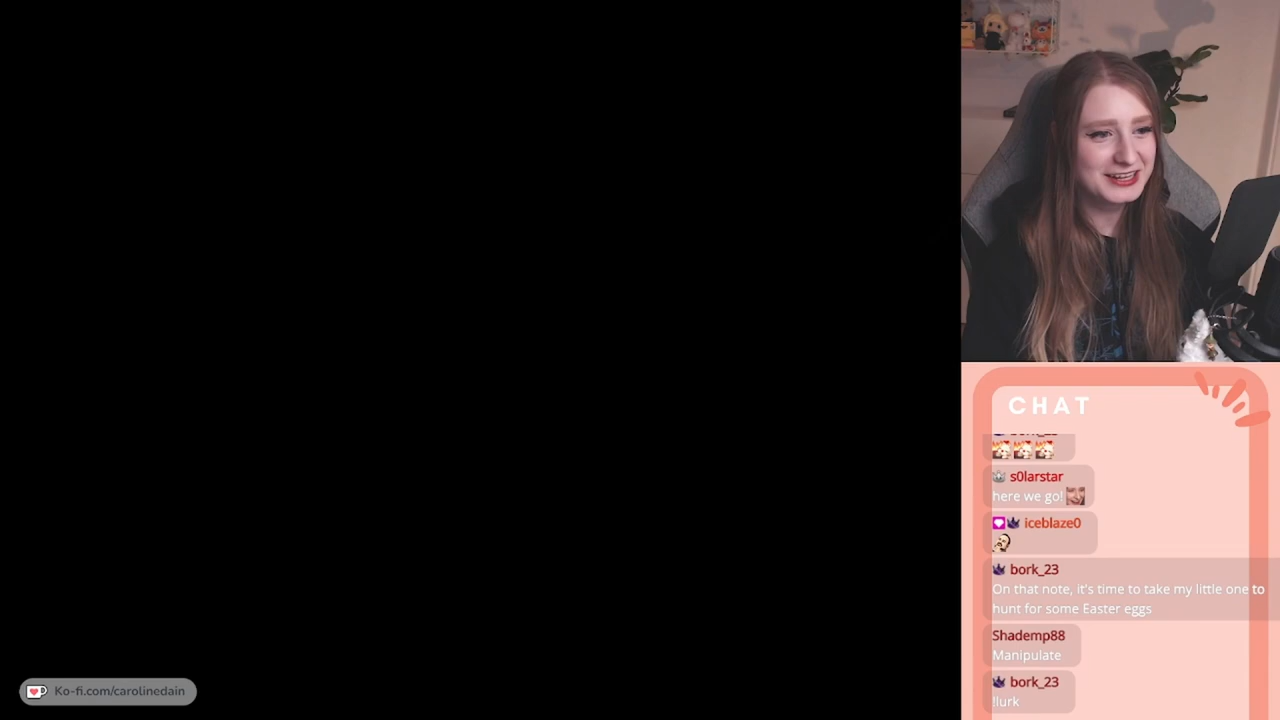 CHAT
s0larstar
here we go!
iceblaze0
bork_23
On that note, it's time to take my little one to
hunt for some Easter eggs
Shademp88
Manipulate
bork_23
!lurk
Ko-fi.com/carolinedain